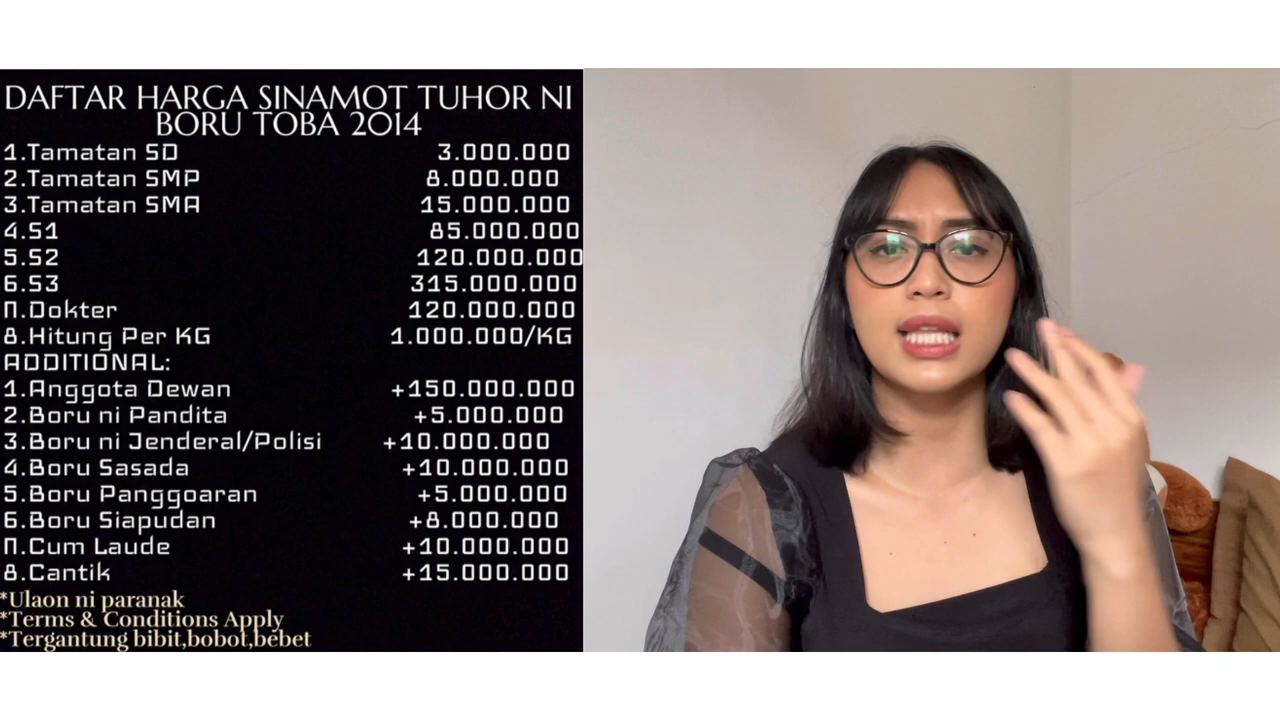 DAFTAR HARGA SINAMOT TUHOR NI
BORU TOBA 2014
1.Tamatan SD 3.000.000
2.Tamatan SMP 8.000.000
3.Tamatan SMA 15.000.000
4.S1 85.000.000
5.S2 120.000.000
6.S3 315.000.000
7.Dokter 120.000.000
8.Hitung Per KG 1.000.000/KG
ADDITIONAL:
1.Anggota Dewan +150.000.000
2.Boru ni Pandita +5.000.000
3.Boru ni Jenderal/Polisi +10.000.000
4.Boru Sasada +10.000.000
5.Boru Panggoaran +5.000.000
6.Boru Siapudan +8.000.000
7.Cum Laude +10.000.000
8.Cantik +15.000.000
*Ulaon ni paranak
*Terms & Conditions Apply
*Tergantung bibit,bobot,bebet